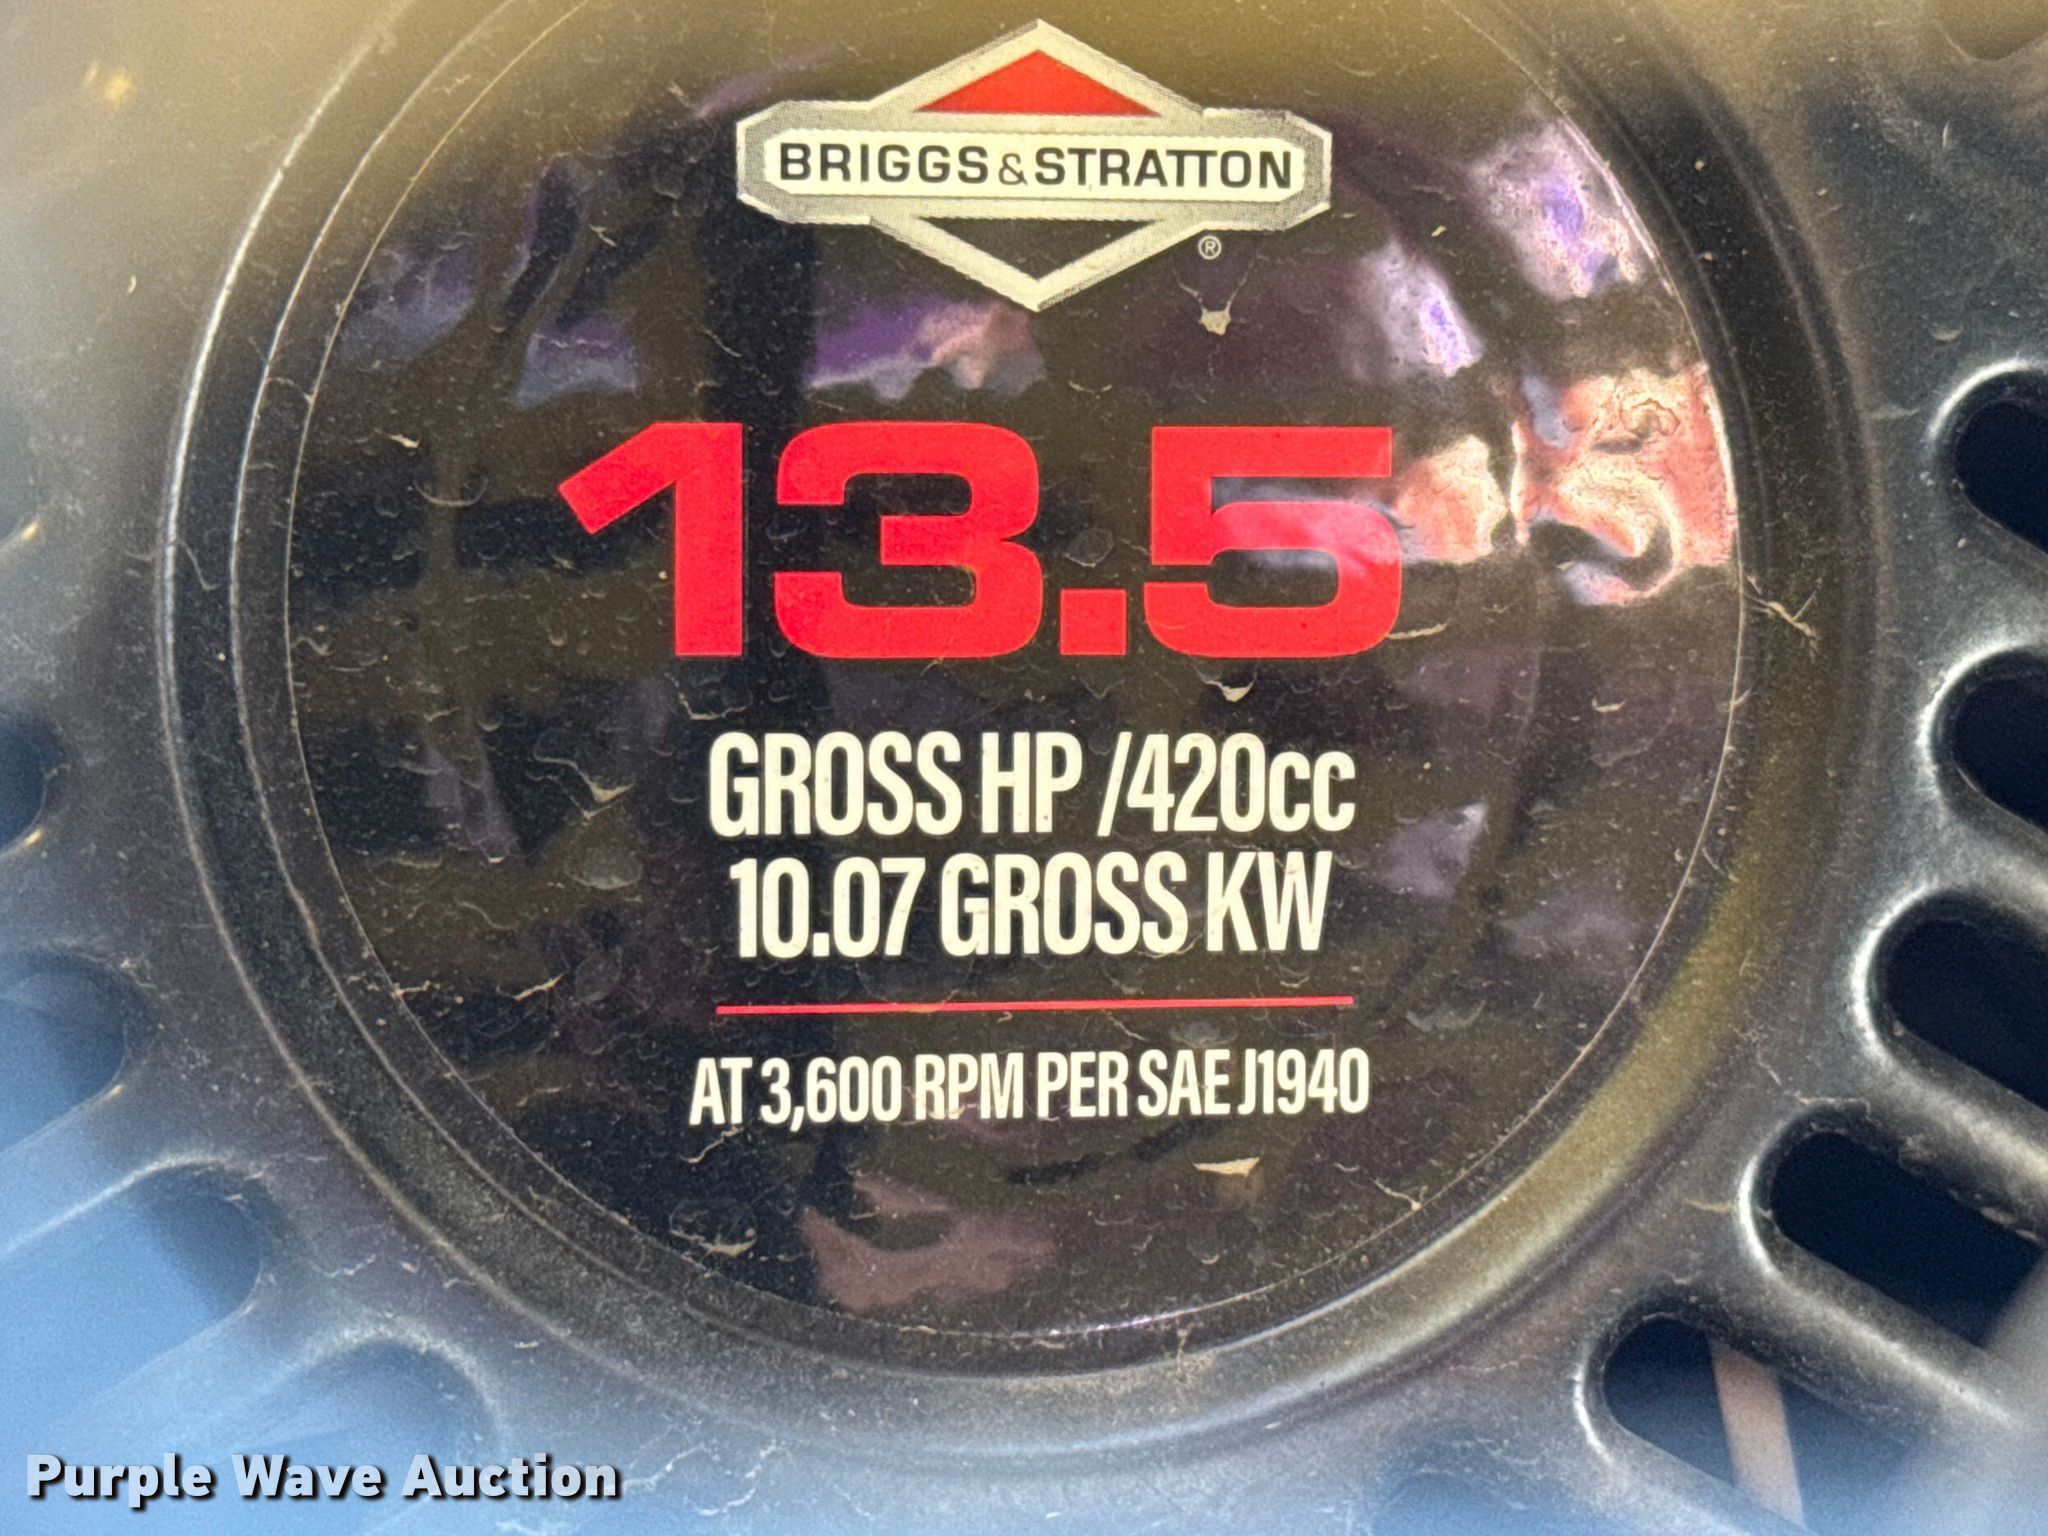 BRIGGS & STRATTON
®
13.5
GROSS HP /420cc
10.07 GROSS KW
AT 3,600 RPM PER SAE J1940
Purple Wave Auction